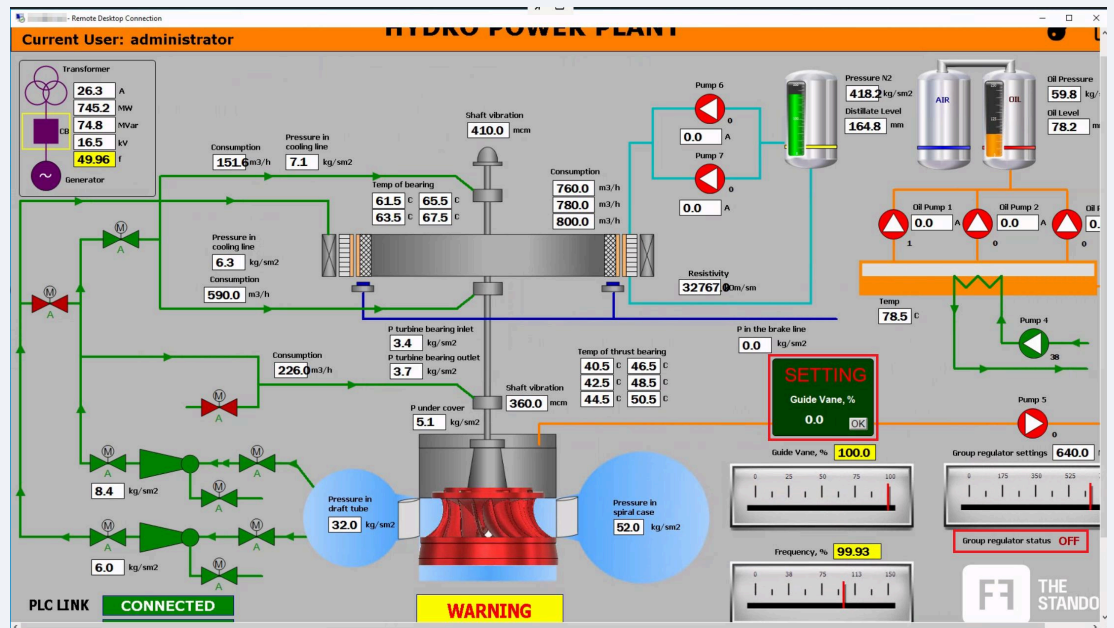 - Remote Desktop Connection
Current User: administrator
HYDRO POWER PLANT
Transformer
26.3 A
745.2 MW
CB
74.8 MVar
16.5 kV
49.96 f
Generator
Consumption
151.6 m3/h
Pressure in
cooling line
7.1 kg/sm2
Shaft vibration
410.0 mcm
Temp of bearing
61.5 C 65.5 C
63.5 C 67.5 C
Consumption
760.0 m3/h
780.0 m3/h
800.0 m3/h
Pump 6
0
0.0 A
Pump 7
0
0.0 A
Pressure N2
418.2 kg/sm2
Distillate Level
164.8 mm
AIR
OIL
Oil Pressure
59.8
Oil Level
78.2 mm
Oil Pump 1
0.0 A
1
Oil Pump 2
0.0 A
0
0
M
A
M
A
Pressure in
cooling line
6.3 kg/sm2
Consumption
590.0 m3/h
Resistivity
32767.0
Temp
78.5 C
Pump 4
38
P turbine bearing inlet
3.4 kg/sm2
P turbine bearing outlet
3.7 kg/sm2
P in the brake line
0.0 kg/sm2
Consumption
226.0 m3/h
M
A
Temp of thrust bearing
40.5 C 46.5 C
42.5 C 48.5 C
44.5 C 50.5 C
Shaft vibration
360.0 mcm
P under cover
5.1 kg/sm2
SETTING
Guide Vane, %
0.0 OK
Pump 5
0
Guide Vane, % 100.0
0 25 50 75 100
Group regulator settings 640.0
0 175 350 525
Group regulator status OFF
M
A
M
A
8.4 kg/sm2
M
A
Pressure in
draft tube
32.0 kg/sm2
Pressure in
spiral case
52.0 kg/sm2
M
A
M
A
6.0 kg/sm2
M
A
Frequency, % 99.93
0 38 75 113 150
PLC LINK CONNECTED
WARNING
THE
STANDO